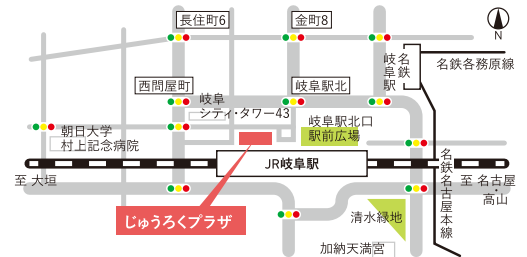 長住町6
金町8
N
西問屋町
岐阜駅北
名鉄
岐阜駅
名鉄各務原線
岐阜
シティ・タワー43
岐阜駅北口
駅前広場
朝日大学
村上記念病院
JR岐阜駅
至 大垣
名鉄名古屋本線
至 名古屋・
高山
じゅうろくプラザ
清水緑地
加納天満宮